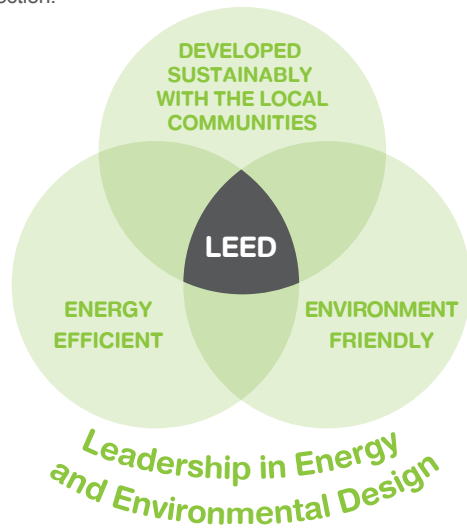 DEVELOPED
SUSTAINABLY
WITH THE LOCAL
COMMUNITIES
LEED
ENERGY
EFFICIENT
ENVIRONMENT
FRIENDLY
Leadership in Energy
and Environmental Design